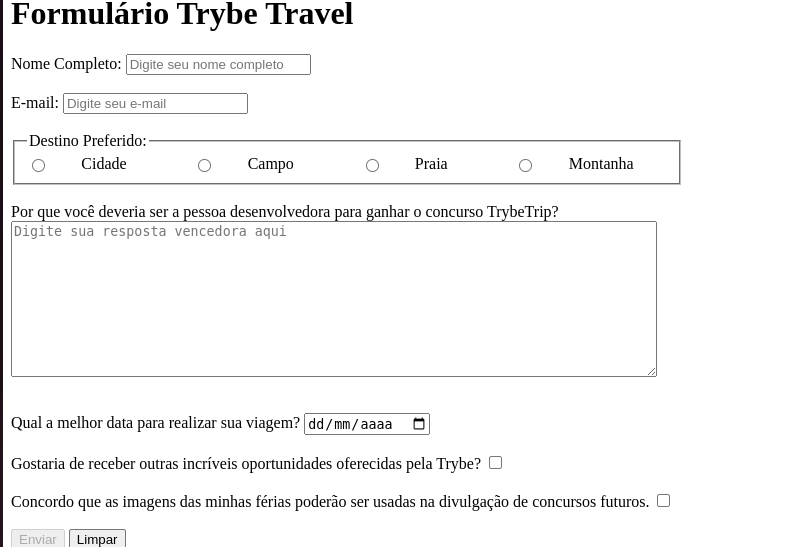 Formulário Trybe Travel
Nome Completo: Digite seu nome completo
E-mail: Digite seu e-mail
Destino Preferido:
Cidade Campo Praia Montanha
Por que você deveria ser a pessoa desenvolvedora para ganhar o concurso TrybeTrip?
Digite sua resposta vencedora aqui
Qual a melhor data para realizar sua viagem? dd/mm/aaaa
Gostaria de receber outras incríveis oportunidades oferecidas pela Trybe?
Concordo que as imagens das minhas férias poderão ser usadas na divulgação de concursos futuros.
Enviar Limpar